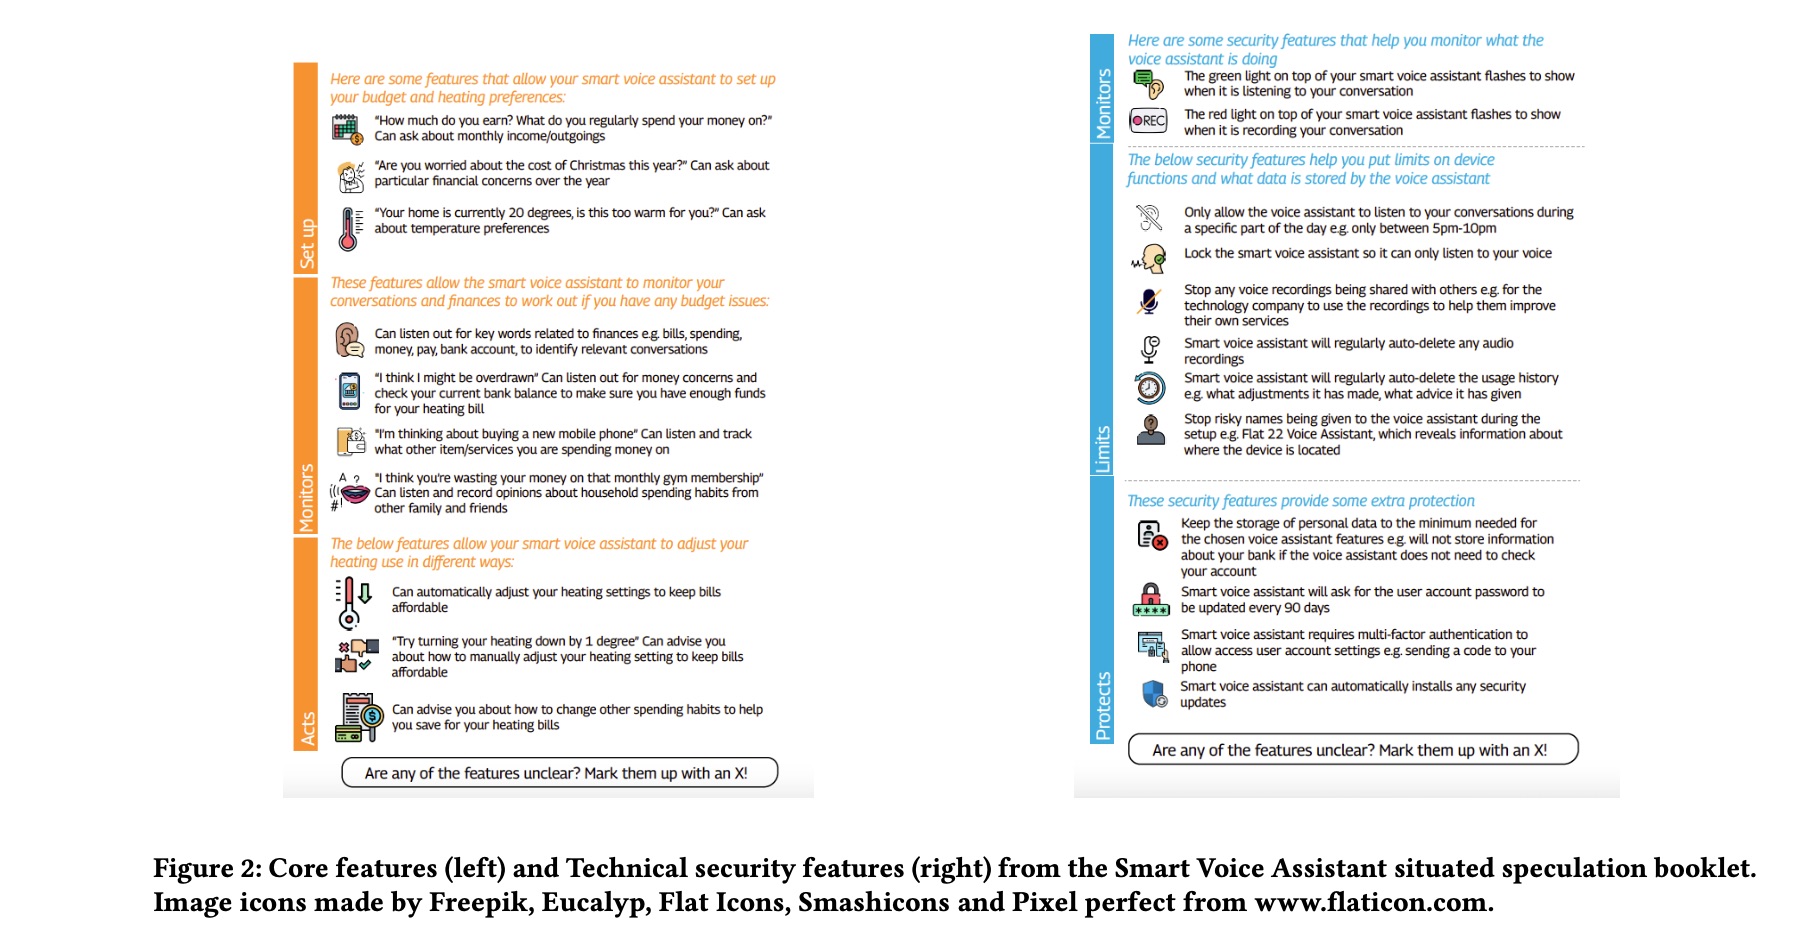 Here are some features that allow your smart voice assistant to set up
your budget and heating preferences:
"How much do you earn? What do you regularly spend your money on?"
Can ask about monthly income/outgoings
"Are you worried about the cost of Christmas this year?" Can ask about
particular financial concerns over the year
"Your home is currently 20 degrees, is this too warm for you?" Can ask
about temperature preferences
Set up
These features allow the smart voice assistant to monitor your
conversations and finances to work out if you have any budget issues:
Can listen out for key words related to finances e.g. bills, spending,
money, pay, bank account, to identify relevant conversations
"I think I might be overdrawn" Can listen out for money concerns and
check your current bank balance to make sure you have enough funds
for your heating bill
"I'm thinking about buying a new mobile phone" Can listen and track
what other item/services you are spending money on
A ?
#!
"I think you're wasting your money on that monthly gym membership"
Can listen and record opinions about household spending habits from
other family and friends
Monitors
The below features allow your smart voice assistant to adjust your
heating use in different ways:
Can automatically adjust your heating settings to keep bills
affordable
"Try turning your heating down by 1 degree" Can advise you
about how to manually adjust your heating setting to keep bills
affordable
Can advise you about how to change other spending habits to help
you save for your heating bills
Acts
Are any of the features unclear? Mark them up with an X!
Here are some security features that help you monitor what the
voice assistant is doing
The green light on top of your smart voice assistant flashes to show
when it is listening to your conversation
REC
The red light on top of your smart voice assistant flashes to show
when it is recording your conversation
Monitors
The below security features help you put limits on device
functions and what data is stored by the voice assistant
Only allow the voice assistant to listen to your conversations during
a specific part of the day e.g. only between 5pm-10pm
Lock the smart voice assistant so it can only listen to your voice
Stop any voice recordings being shared with others e.g. for the
technology company to use the recordings to help them improve
their own services
Smart voice assistant will regularly auto-delete any audio
recordings
Smart voice assistant will regularly auto-delete the usage history
e.g. what adjustments it has made, what advice it has given
Stop risky names being given to the voice assistant during the
setup e.g. Flat 22 Voice Assistant, which reveals information about
where the device is located
Limits
These security features provide some extra protection
Keep the storage of personal data to the minimum needed for
the chosen voice assistant features e.g. will not store information
about your bank if the voice assistant does not need to check
your account
Smart voice assistant will ask for the user account password to
be updated every 90 days
Smart voice assistant requires multi-factor authentication to
allow access user account settings e.g. sending a code to your
phone
Smart voice assistant can automatically installs any security
updates
Protects
Are any of the features unclear? Mark them up with an X!
Figure 2: Core features (left) and Technical security features (right) from the Smart Voice Assistant situated speculation booklet.
Image icons made by Freepik, Eucalyp, Flat Icons, Smashicons and Pixel perfect from www.flaticon.com.